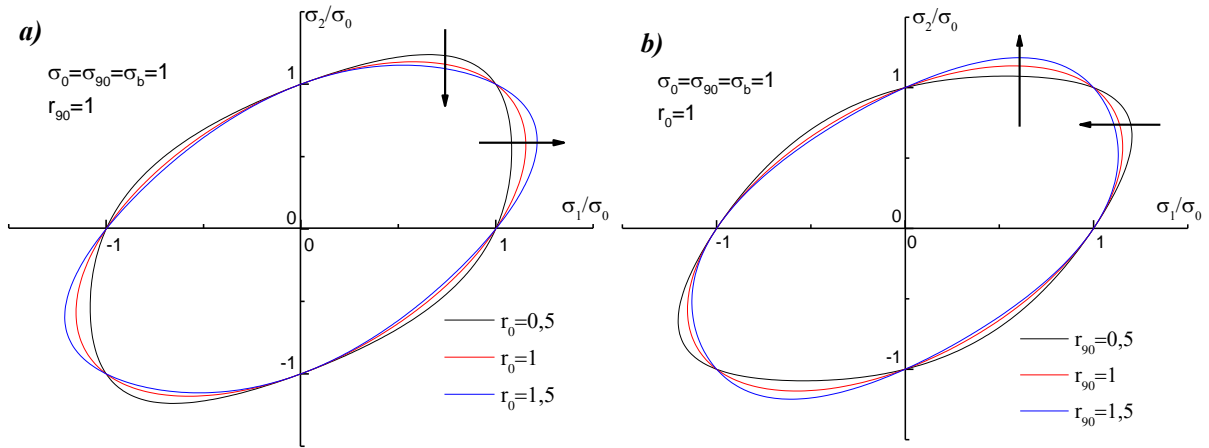 a)
σ₂/σ₀
σ₀=σ₉₀=σb=1
r₉₀=1
1
σ₁/σ₀
0
-1
0
1
-1
r₀=0,5
r₀=1
r₀=1,5
b)
σ₂/σ₀
σ₀=σ₉₀=σb=1
r₀=1
1
σ₁/σ₀
0
-1
0
1
-1
r₉₀=0,5
r₉₀=1
r₉₀=1,5